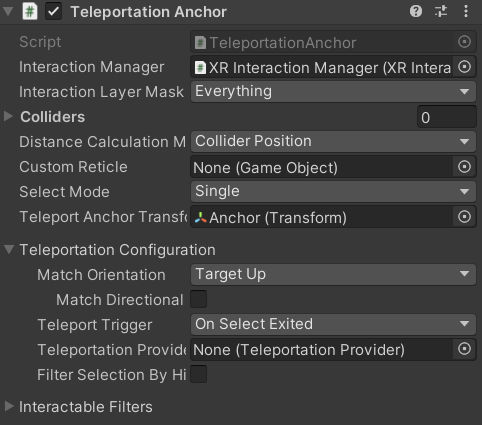 Teleportation Anchor
Script TeleportationAnchor
Interaction Manager XR Interaction Manager (XR Intera
Interaction Layer Mask Everything
Colliders 0
Distance Calculation M Collider Position
Custom Reticle None (Game Object)
Select Mode Single
Teleport Anchor Transfo Anchor (Transform)
Teleportation Configuration
Match Orientation Target Up
Match Directional
Teleport Trigger On Select Exited
Teleportation Provide None (Teleportation Provider)
Filter Selection By Hi
Interactable Filters